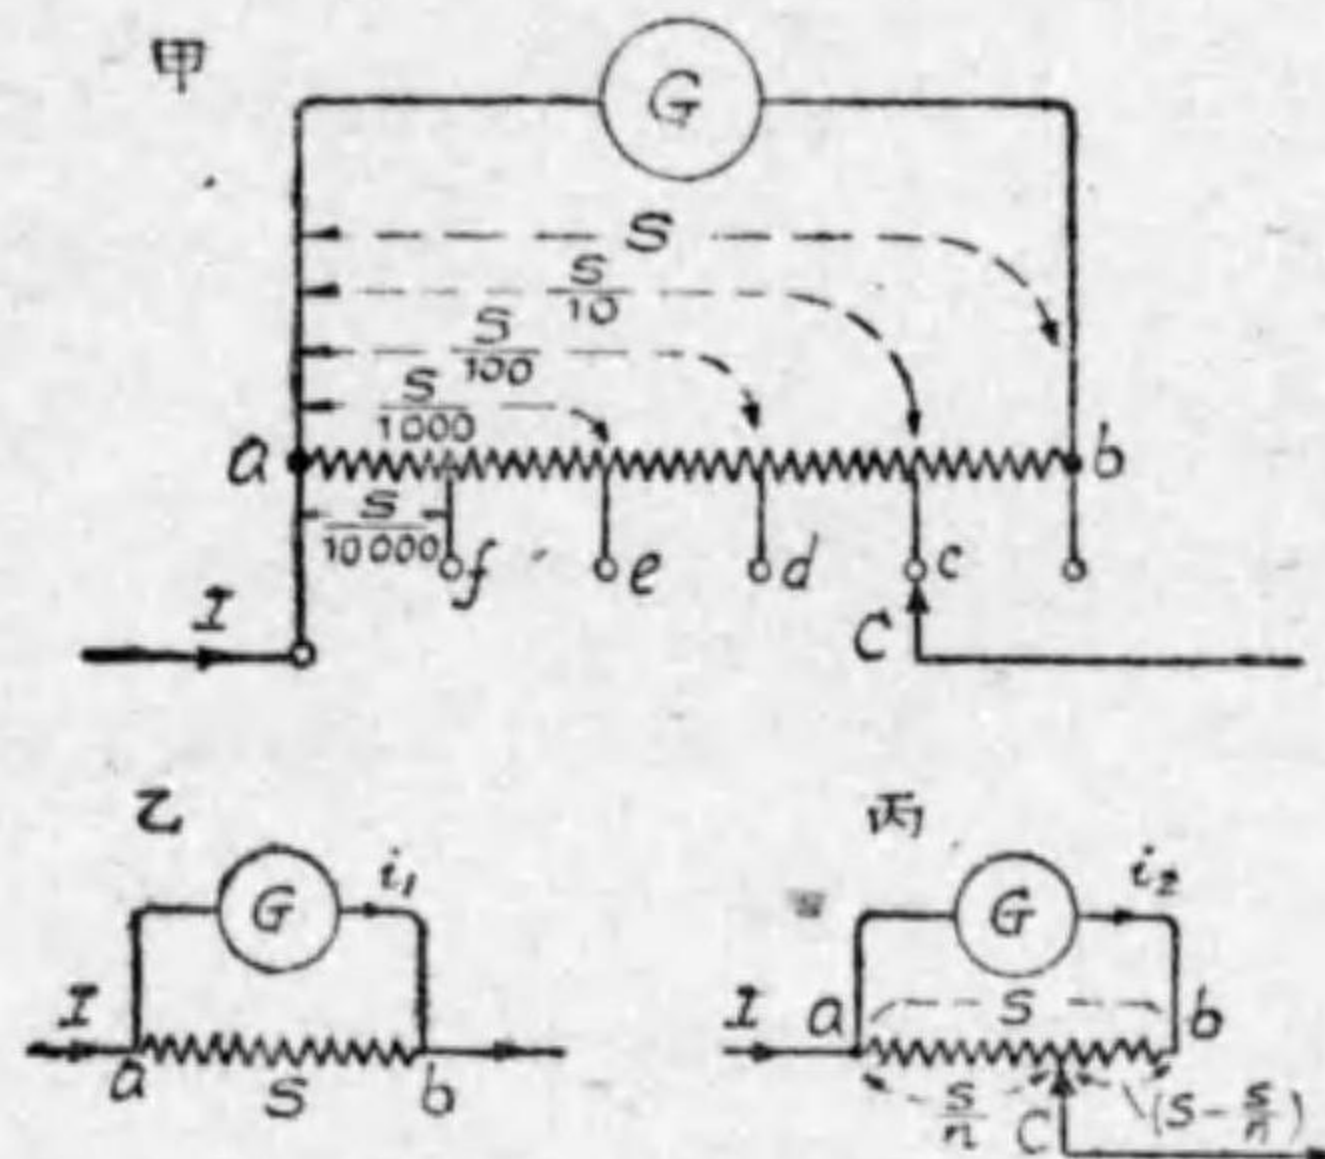 甲
G
S
S/10
S/100
S/1000
a b
S/10000
f e d c
I
C
乙 丙
G i₁
I
a S b
G i₂
I a S b
S/n C (S - S/n)